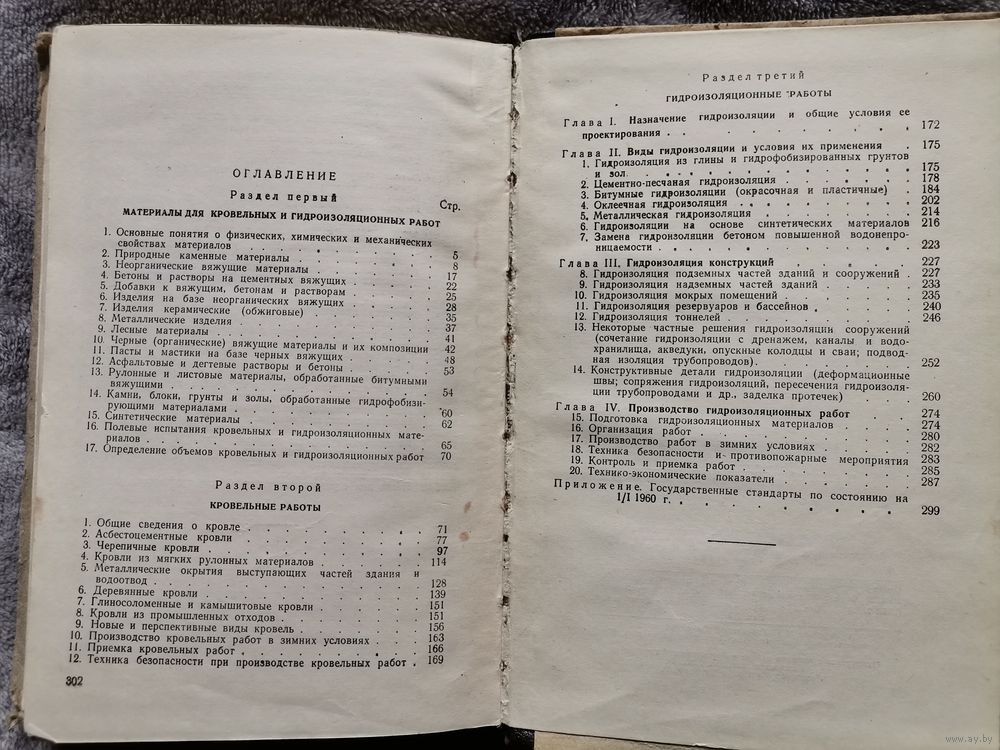 ОГЛАВЛЕНИЕ
Раздел первый
Стр.
МАТЕРИАЛЫ ДЛЯ КРОВЕЛЬНЫХ И ГИДРОИЗОЛЯЦИОННЫХ РАБОТ
1. Основные понятия о физических, химических и механических
свойствах материалов . . . . . . . . . 5
2. Природные каменные материалы . . . . . . . 8
3. Неорганические вяжущие материалы . . . . . . 17
4. Бетоны и растворы на цементных вяжущих . . . . 22
5. Добавки к вяжущим, бетонам и растворам . . . . 25
6. Изделия на базе неорганических вяжущих . . . . 28
7. Изделия керамические (обжиговые) . . . . . . 35
8. Металлические изделия . . . . . . . . . 37
9. Лесные материалы . . . . . . . . . . 41
10. Черные (органические) вяжущие материалы и их композиции 42
11. Пасты и мастики на базе черных вяжущих . . . . 48
12. Асфальтовые и дегтевые растворы и бетоны . . . . 53
13. Рулонные и листовые материалы, обработанные битумными
вяжущими . . . . . . . . . . . . 54
14. Камни, блоки, грунты и золы, обработанные гидрофобизи-
рующими материалами . . . . . . . . . 60
15. Синтетические материалы . . . . . . . . 62
16. Полевые испытания кровельных и гидроизоляционных мате-
риалов . . . . . . . . . . . . . 65
17. Определение объемов кровельных и гидроизоляционных работ 70
Раздел второй
КРОВЕЛЬНЫЕ РАБОТЫ
1. Общие сведения о кровле . . . . . . . . 71
2. Асбестоцементные кровли . . . . . . . . 77
3. Черепичные кровли . . . . . . . . . . 97
4. Кровли из мягких рулонных материалов . . . . . 114
5. Металлические окрытия выступающих частей здания и
водоотвод . . . . . . . . . . . . 128
6. Деревянные кровли . . . . . . . . . . 139
7. Глиносоломенные и камышитовые кровли . . . . . 151
8. Кровли из промышленных отходов . . . . . . 151
9. Новые и перспективные виды кровель . . . . . 156
10. Производство кровельных работ в зимних условиях . . . 163
11. Приемка кровельных работ . . . . . . . . 166
12. Техника безопасности при производстве кровельных работ . 169
302
Раздел третий
ГИДРОИЗОЛЯЦИОННЫЕ РАБОТЫ
Глава I. Назначение гидроизоляции и общие условия ее
проектирования . . . . . . . . . . 172
Глава II. Виды гидроизоляции и условия их применения . 175
1. Гидроизоляция из глины и гидрофобизированных грунтов
и зол . . . . . . . . . . . . . 175
2. Цементно-песчаная гидроизоляция . . . . . . 178
3. Битумные гидроизоляции (окрасочная и пластичные) . 184
4. Оклеечная гидроизоляция . . . . . . . . 202
5. Металлическая гидроизоляция . . . . . . . 214
6. Гидроизоляции на основе синтетических материалов 216
7. Замена гидроизоляции бетоном повышенной водонепро-
ницаемости . . . . . . . . . . . 223
Глава III. Гидроизоляция конструкций . . . . . 227
8. Гидроизоляция подземных частей зданий и сооружений . 227
9. Гидроизоляция надземных частей зданий . . . . 233
10. Гидроизоляция мокрых помещений . . . . . . 235
11. Гидроизоляция резервуаров и бассейнов . . . . 240
12. Гидроизоляция тоннелей . . . . . . . . 246
13. Некоторые частные решения гидроизоляции сооружений
(сочетание гидроизоляции с дренажем, каналы и водо-
хранилища, акведуки, опускные колодцы и сваи; подвод-
ная изоляция трубопроводов) . . . . . . . 252
14. Конструктивные детали гидроизоляции (деформационные
швы; сопряжения гидроизоляций, пересечения гидроизоля-
ции трубопроводами и др., заделка протечек) . . . 260
Глава IV. Производство гидроизоляционных работ 274
15. Подготовка гидроизоляционных материалов . . . 274
16. Организация работ . . . . . . . . . 280
17. Производство работ в зимних условиях . . . . 282
18. Техника безопасности и противопожарные мероприятия 283
19. Контроль и приемка работ . . . . . . . 285
20. Технико-экономические показатели . . . . . 287
Приложение. Государственные стандарты по состоянию на
1/I 1960 г. . . . . . . . . . . 299
www.ay.by